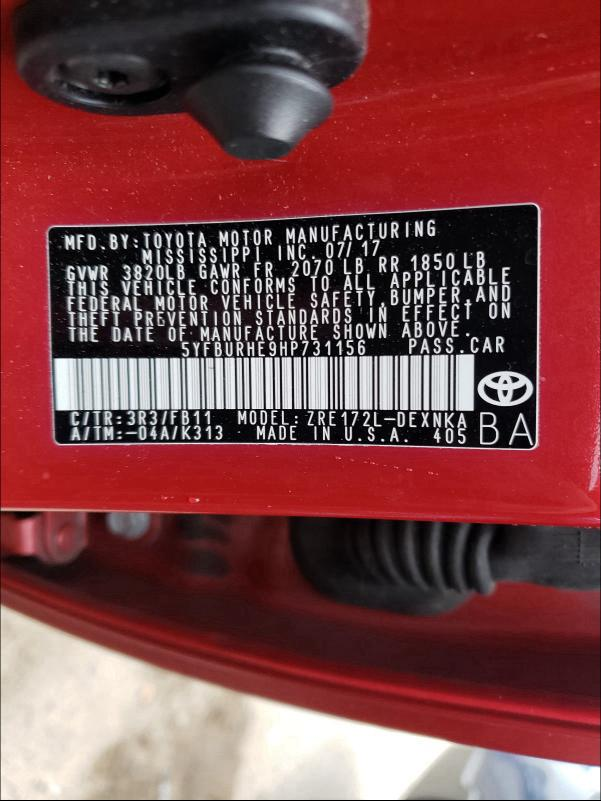 MFD.BY:TOYOTA MOTOR MANUFACTURING
MISSISSIPPI INC. 07/17
GVWR 3820LB GAWR FR 2070 LB RR 1850 LB
THIS VEHICLE CONFORMS TO ALL APPLICABLE
FEDERAL MOTOR VEHICLE SAFETY,BUMPER,AND
THEFT PREVENTION STANDARDS IN EFFECT ON
THE DATE OF MANUFACTURE SHOWN ABOVE.
5YFBURHE9HP731156 PASS.CAR
C/TR:3R3/FB11 MODEL: ZRE172L-DEXNKA
A/TM:-04A/K313 MADE IN U.S.A. 405 BA